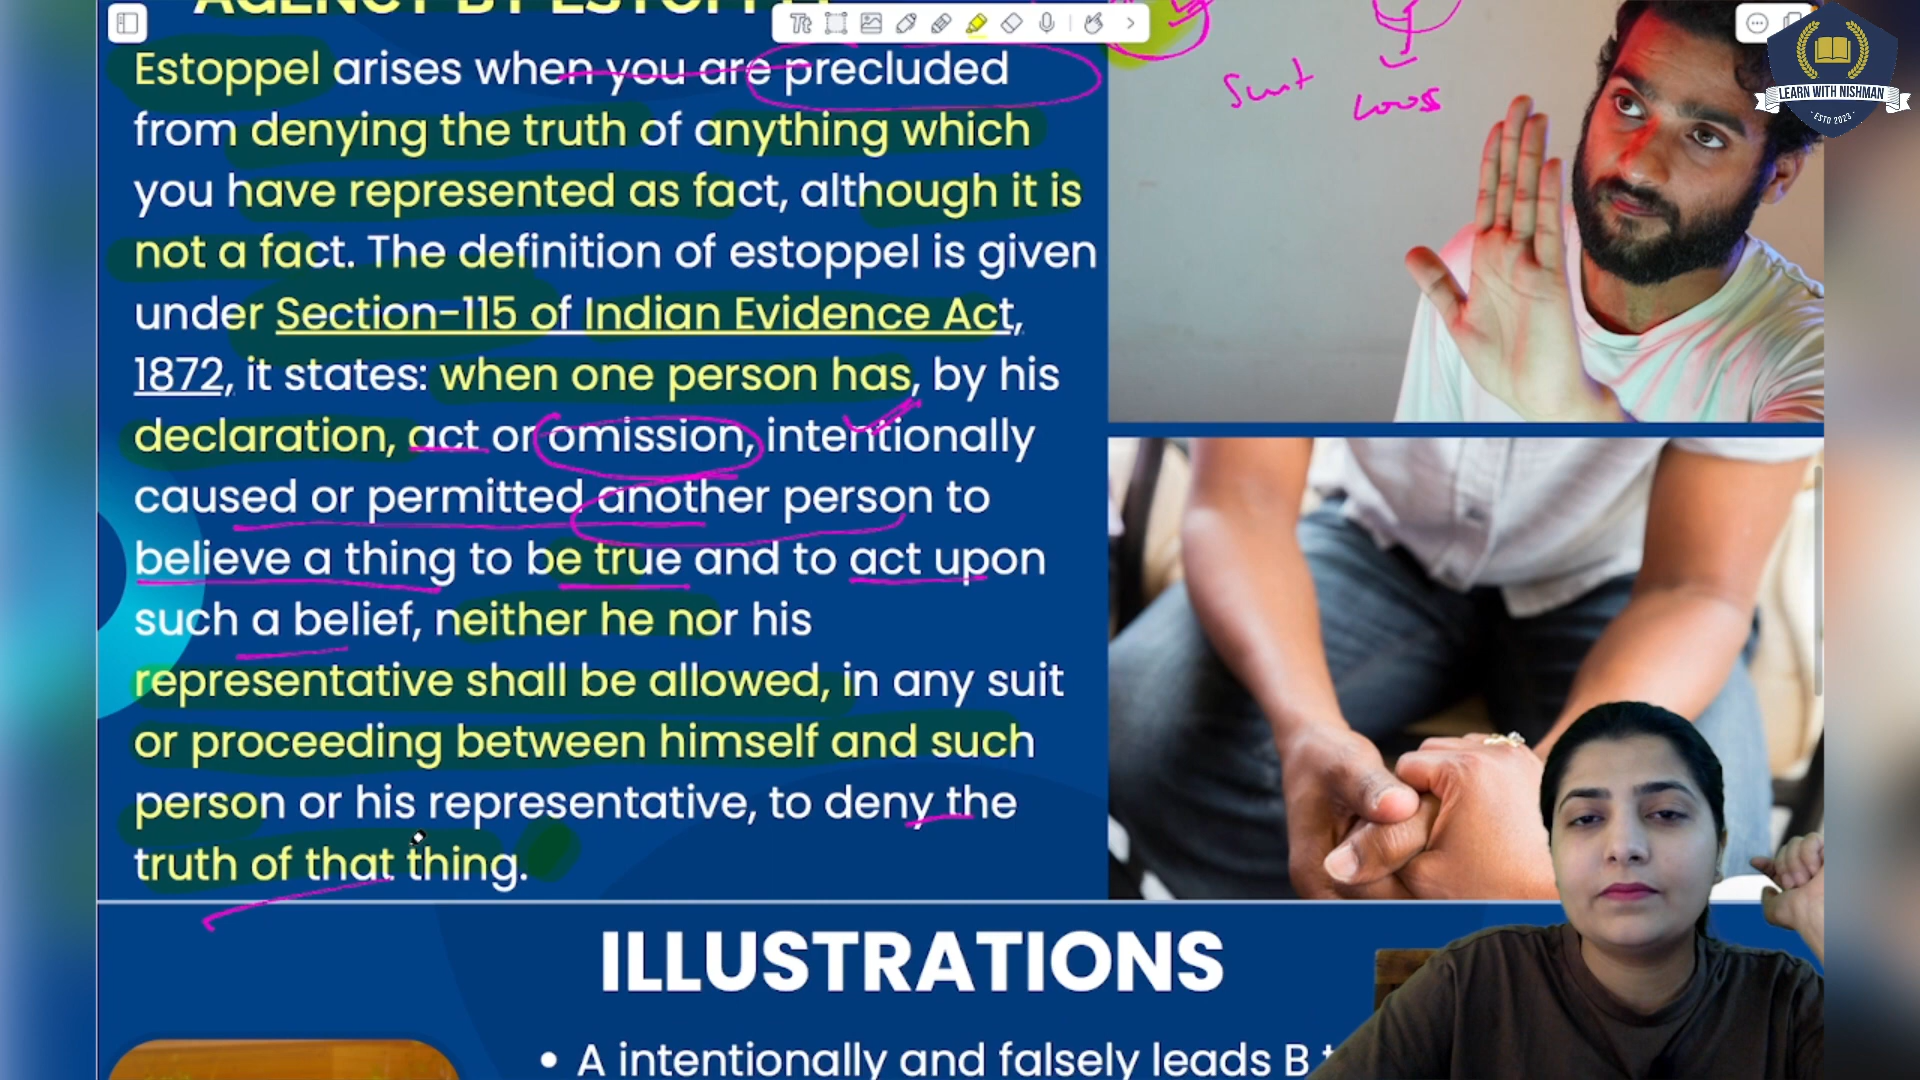 AGENCY BY ESTOPPEL
Estoppel arises when you are precluded
from denying the truth of anything which
you have represented as fact, although it is
not a fact. The definition of estoppel is given
under Section-115 of Indian Evidence Act,
1872, it states: when one person has, by his
declaration, act or omission, intentionally
caused or permitted another person to
believe a thing to be true and to act upon
such a belief, neither he nor his
representative shall be allowed, in any suit
or proceeding between himself and such
person or his representative, to deny the
truth of that thing.
Tt
Suit
Loss
LEARN WITH NISHMAN
ESTD 2023
ILLUSTRATIONS
• A intentionally and falsely leads B